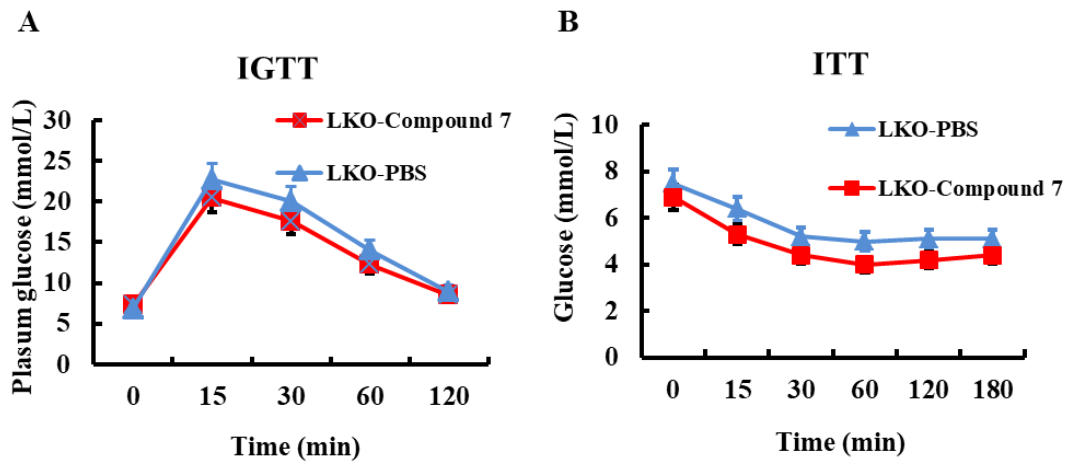 A
IGTT
Plasum glucose (mmol/L)
30
25
20
15
10
5
0
LKO-Compound 7
LKO-PBS
0 15 30 60 120
Time (min)
B
ITT
Glucose (mmol/L)
10
8
6
4
2
0
LKO-PBS
LKO-Compound 7
0 15 30 60 120 180
Time (min)